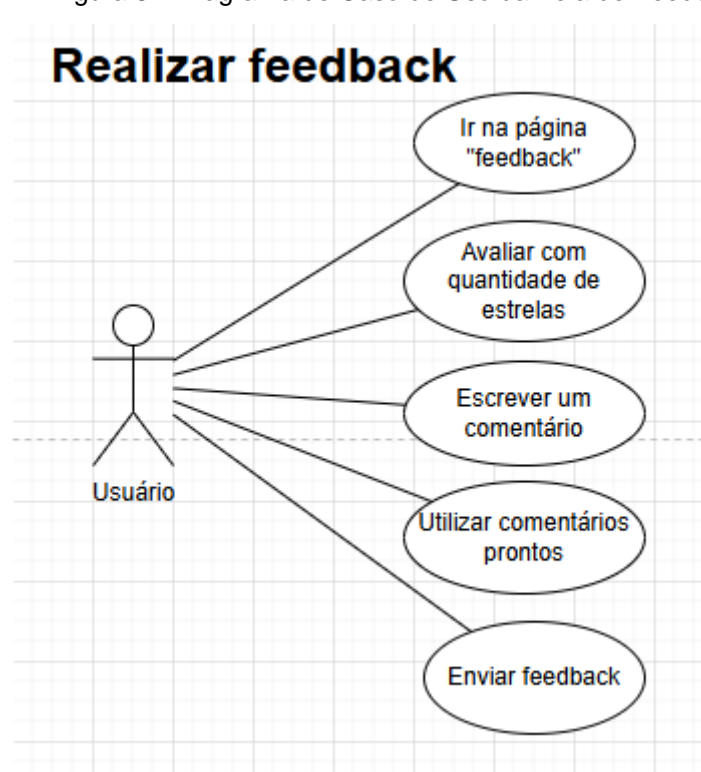 Realizar feedback
Ir na página
"feedback"
Avaliar com
quantidade de
estrelas
Escrever um
comentário
Usuário
Utilizar comentários
prontos
Enviar feedback